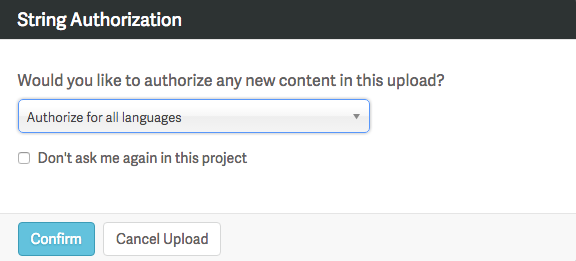 String Authorization
Would you like to authorize any new content in this upload?
Authorize for all languages
Don't ask me again in this project
Confirm
Cancel Upload